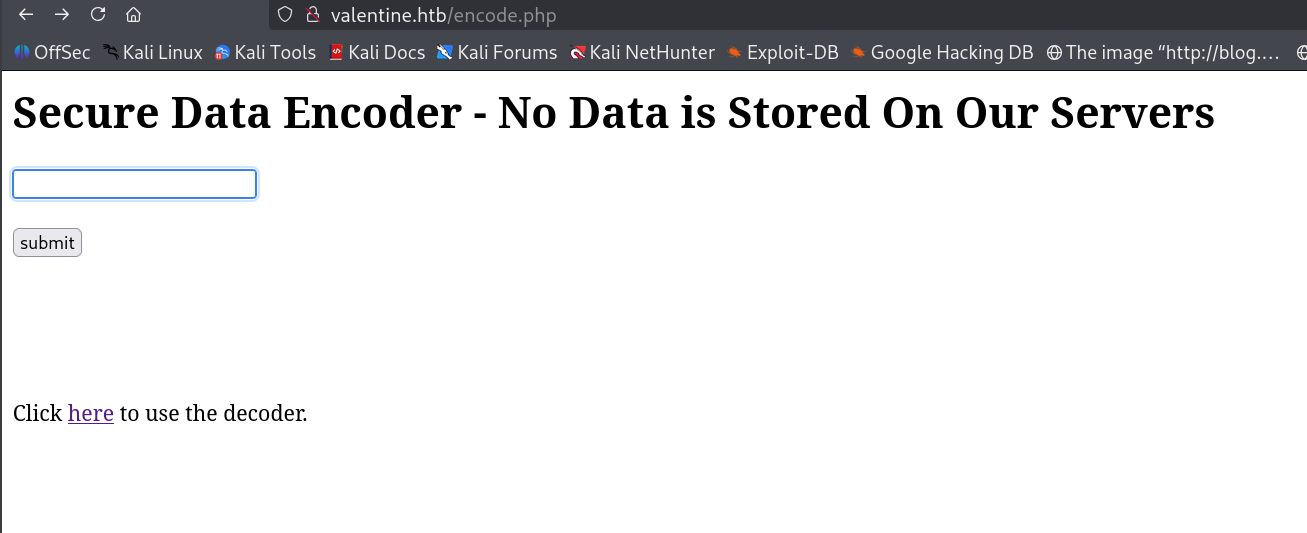 valentine.htb/encode.php
OffSec Kali Linux Kali Tools Kali Docs Kali Forums Kali NetHunter Exploit-DB Google Hacking DB The image “http://blog.…
Secure Data Encoder - No Data is Stored On Our Servers
submit
Click here to use the decoder.